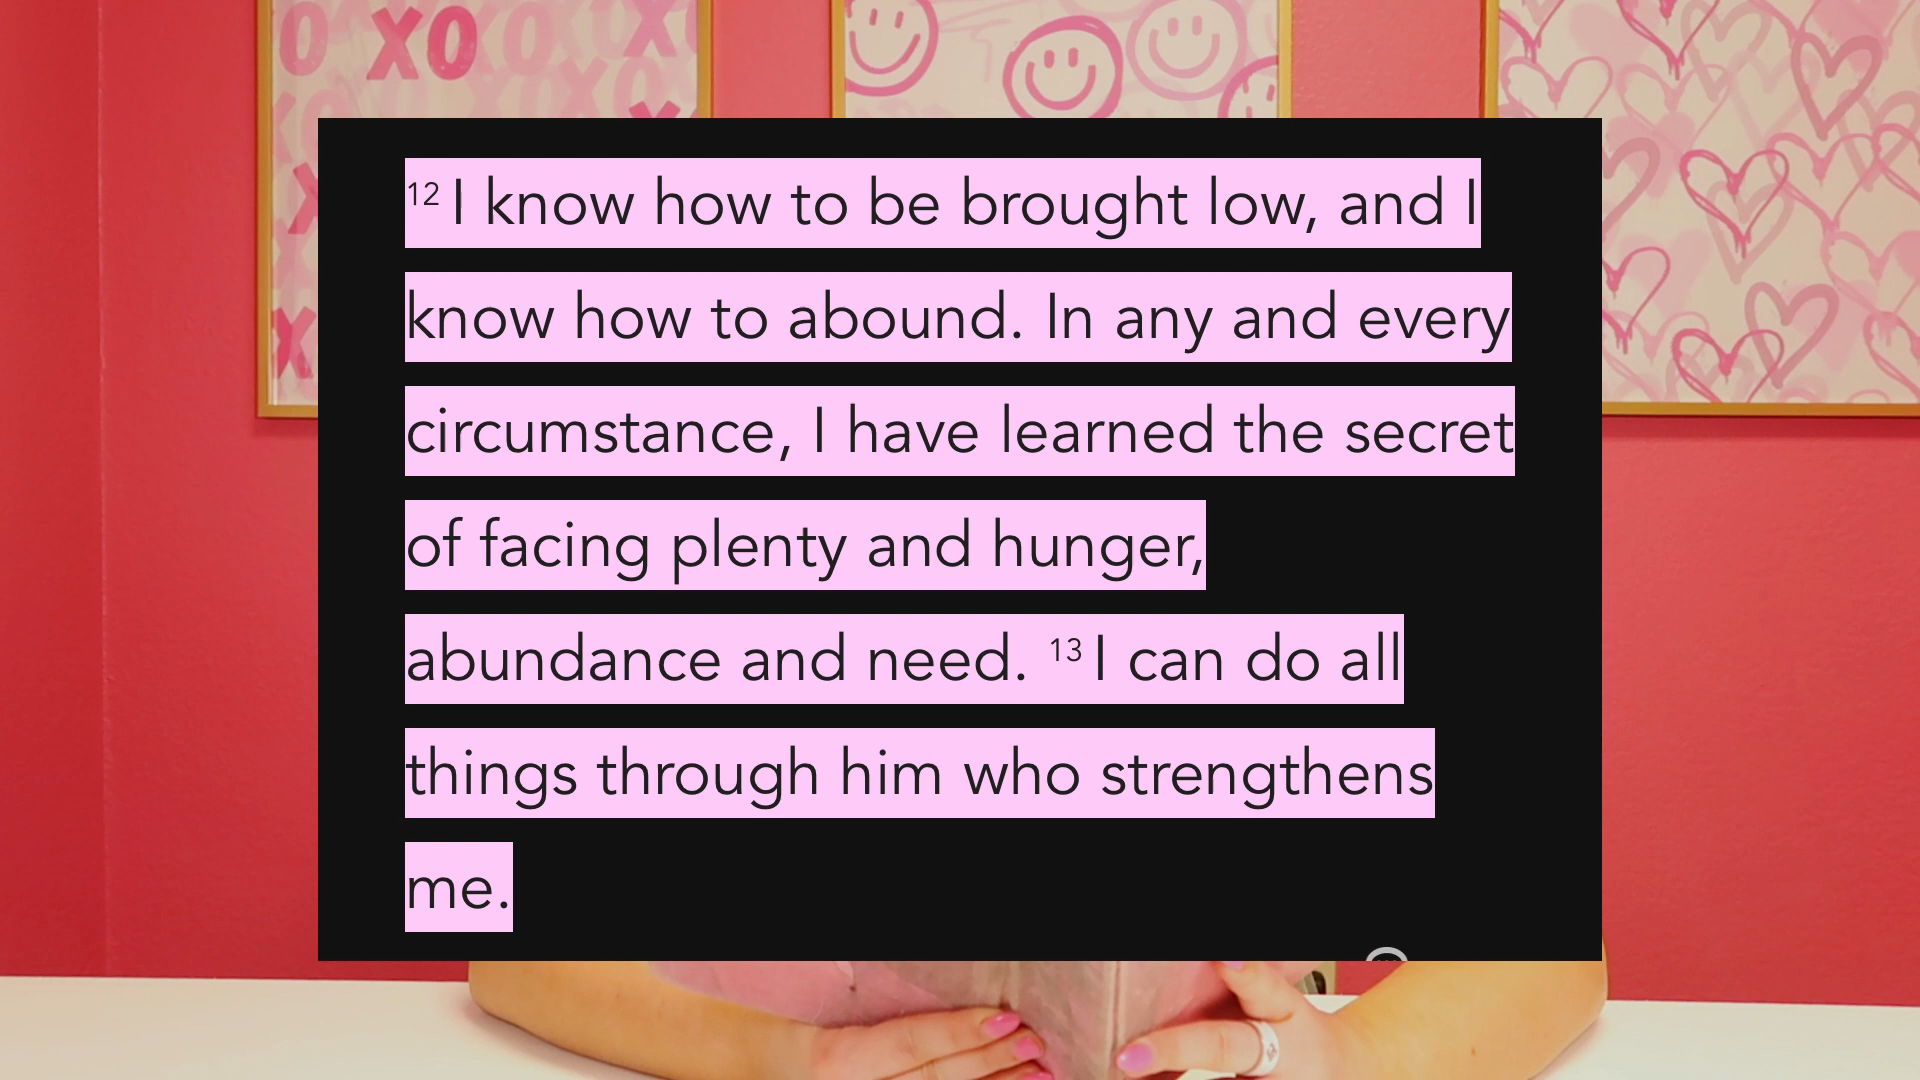 XO XO
12 I know how to be brought low, and I
know how to abound. In any and every
circumstance, I have learned the secret
of facing plenty and hunger,
abundance and need. 13 I can do all
things through him who strengthens
me.